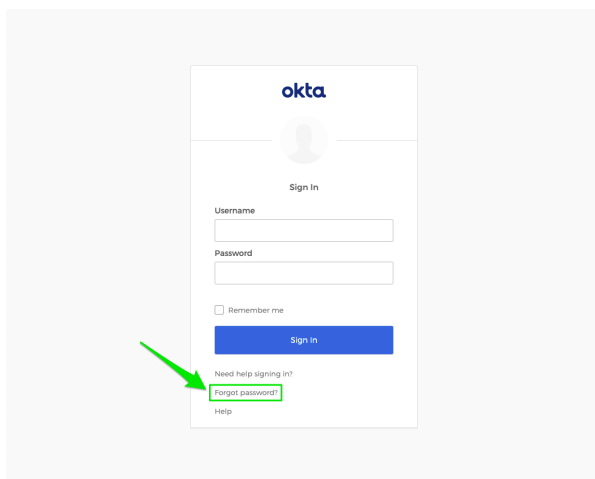 okta
Sign In
Username
Password
Remember me
Sign In
Need help signing in?
Forgot password?
Help